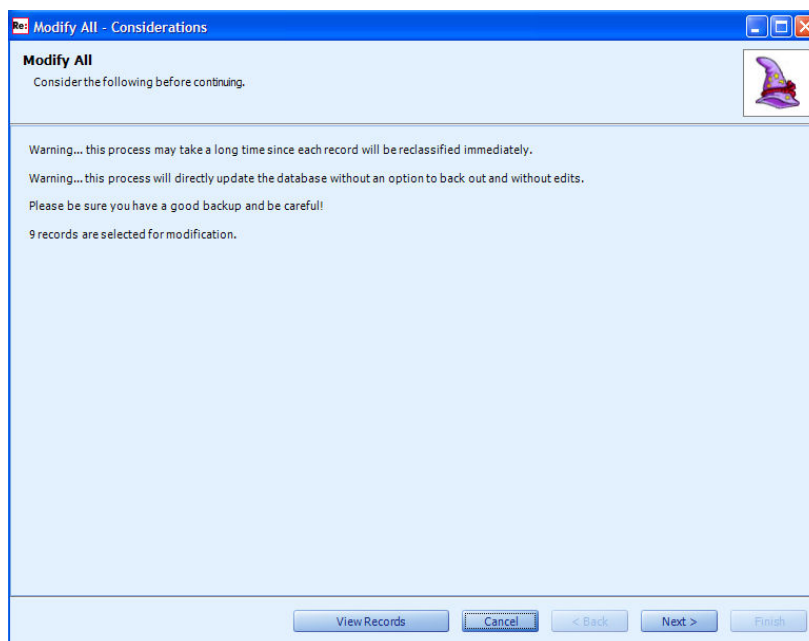 Re: Modify All - Considerations
Modify All
Consider the following before continuing.
Warning... this process may take a long time since each record will be reclassified immediately.
Warning... this process will directly update the database without an option to back out and without edits.
Please be sure you have a good backup and be careful!
9 records are selected for modification.
View Records Cancel < Back Next > Finish